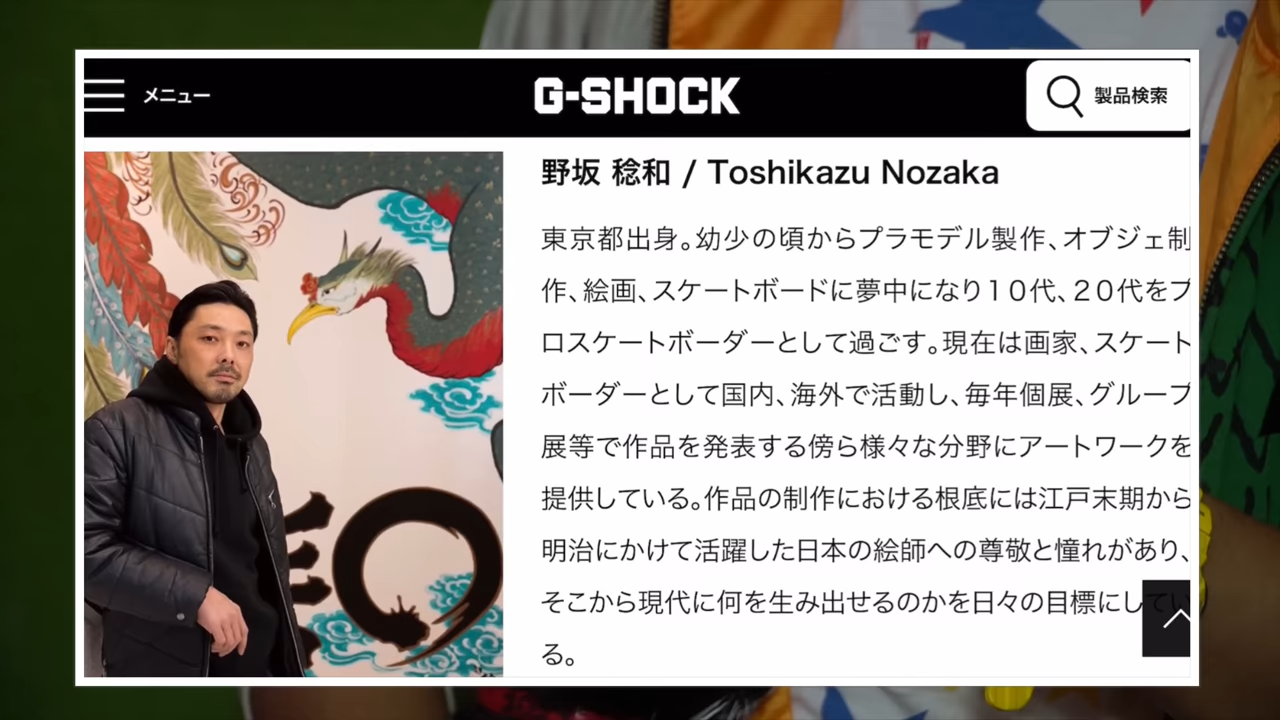 メニュー
G-SHOCK
製品検索
野坂 稔和 / Toshikazu Nozaka
東京都出身。幼少の頃からプラモデル製作、オブジェ制
作、絵画、スケートボードに夢中になり１０代、２０代をプ
ロスケートボーダーとして過ごす。現在は画家、スケート
ボーダーとして国内、海外で活動し、毎年個展、グループ
展等で作品を発表する傍ら様々な分野にアートワークを
提供している。作品の制作における根底には江戸末期から
明治にかけて活躍した日本の絵師への尊敬と憧れがあり、
そこから現代に何を生み出せるのかを日々の目標にしてい
る。